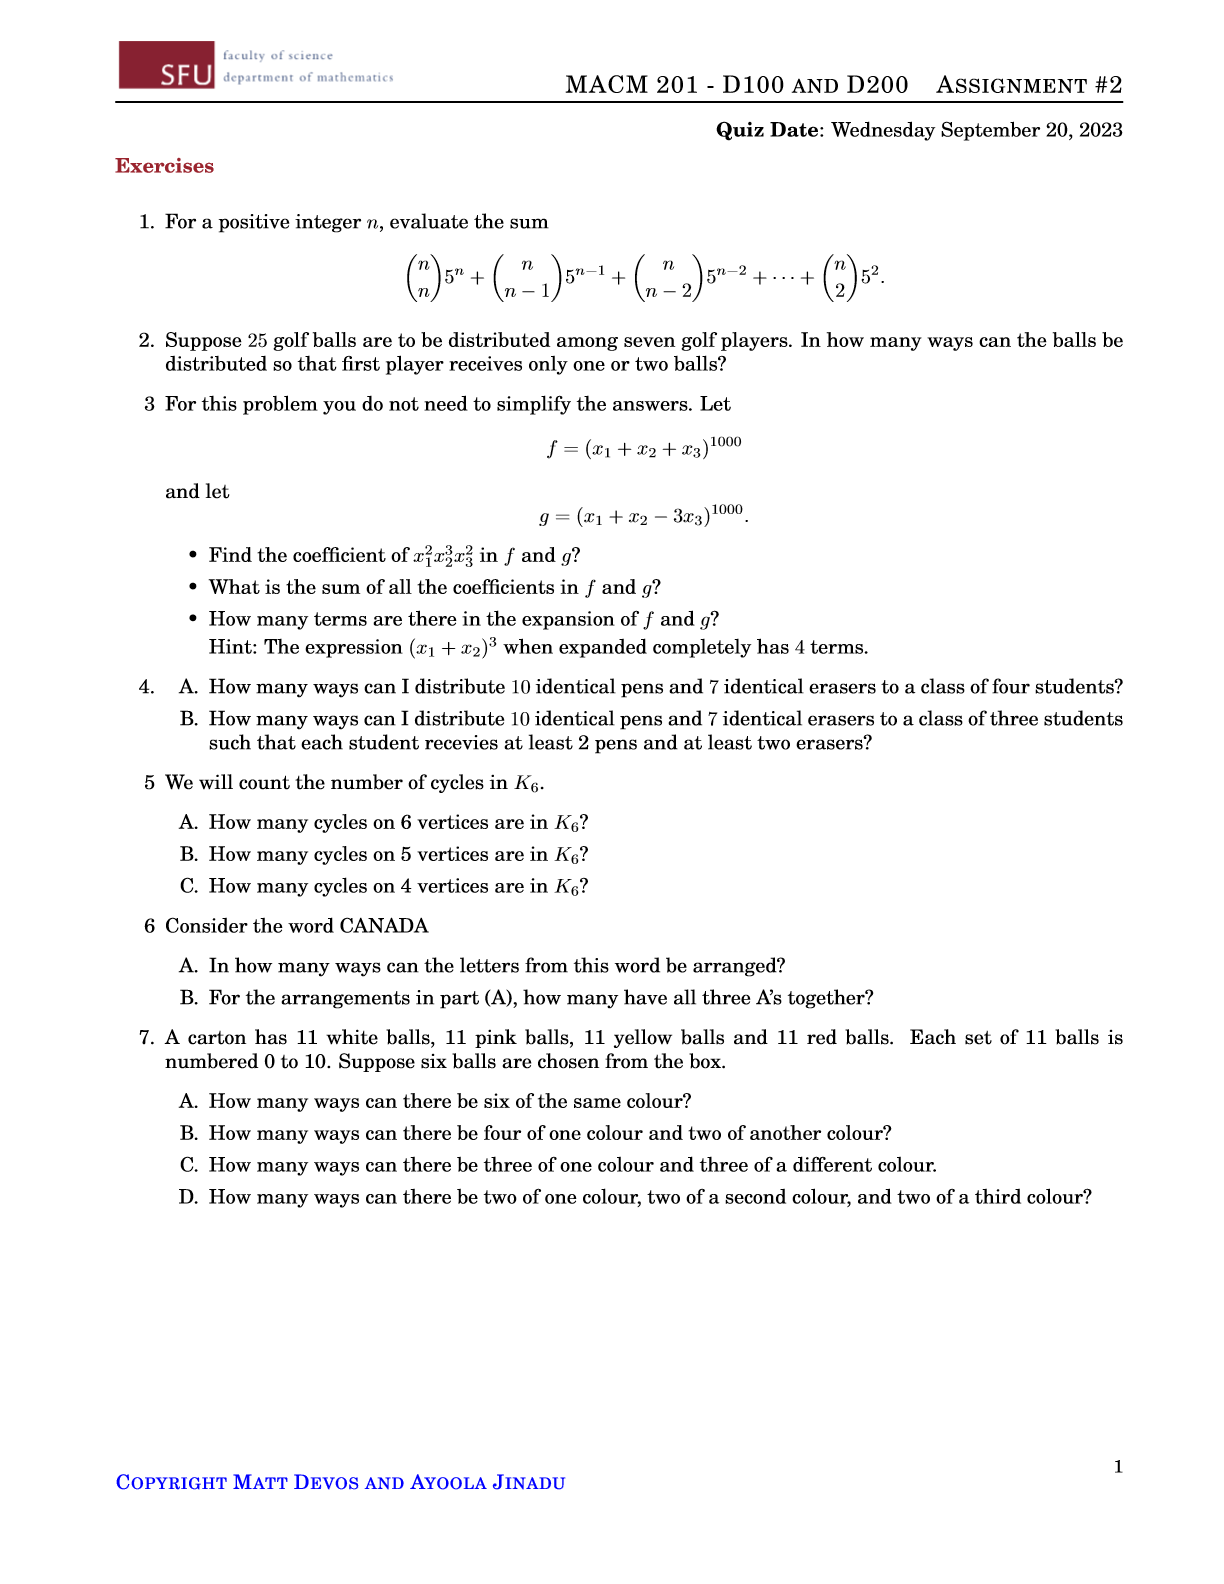 SFU faculty of science
department of mathematics
MACM 201 - D100 AND D200 ASSIGNMENT #2
Quiz Date: Wednesday September 20, 2023
Exercises
1. For a positive integer n, evaluate the sum
$\binom{n}{n}5^n + \binom{n}{n-1}5^{n-1} + \binom{n}{n-2}5^{n-2} + \cdots + \binom{n}{2}5^2.$
2. Suppose 25 golf balls are to be distributed among seven golf players. In how many ways can the balls be
distributed so that first player receives only one or two balls?
3 For this problem you do not need to simplify the answers. Let
$f = (x_1 + x_2 + x_3)^{1000}$
and let
$g = (x_1 + x_2 - 3x_3)^{1000}.$
• Find the coefficient of $x_1^2x_2^3x_3^2$ in f and g?
• What is the sum of all the coefficients in f and g?
• How many terms are there in the expansion of f and g?
Hint: The expression $(x_1 + x_2)^3$ when expanded completely has 4 terms.
4. A. How many ways can I distribute 10 identical pens and 7 identical erasers to a class of four students?
B. How many ways can I distribute 10 identical pens and 7 identical erasers to a class of three students
such that each student recevies at least 2 pens and at least two erasers?
5 We will count the number of cycles in $K_6$.
A. How many cycles on 6 vertices are in $K_6$?
B. How many cycles on 5 vertices are in $K_6$?
C. How many cycles on 4 vertices are in $K_6$?
6 Consider the word CANADA
A. In how many ways can the letters from this word be arranged?
B. For the arrangements in part (A), how many have all three A's together?
7. A carton has 11 white balls, 11 pink balls, 11 yellow balls and 11 red balls. Each set of 11 balls is
numbered 0 to 10. Suppose six balls are chosen from the box.
A. How many ways can there be six of the same colour?
B. How many ways can there be four of one colour and two of another colour?
C. How many ways can there be three of one colour and three of a different colour.
D. How many ways can there be two of one colour, two of a second colour, and two of a third colour?
1
COPYRIGHT MATT DEVOS AND AYOOLA JINADU